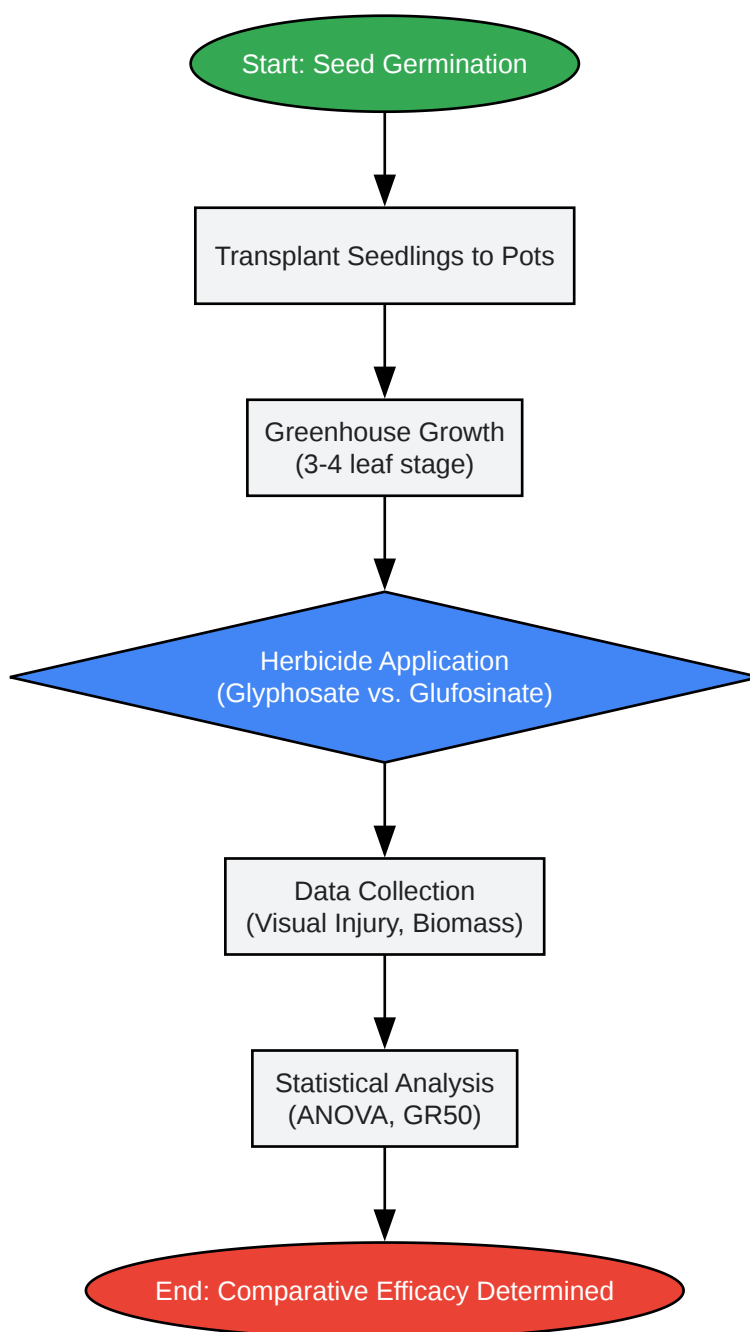 Start: Seed Germination
Transplant Seedlings to Pots
Greenhouse Growth
(3-4 leaf stage)
Herbicide Application
(Glyphosate vs. Glufosinate)
Data Collection
(Visual Injury, Biomass)
Statistical Analysis
(ANOVA, GR50)
End: Comparative Efficacy Determined